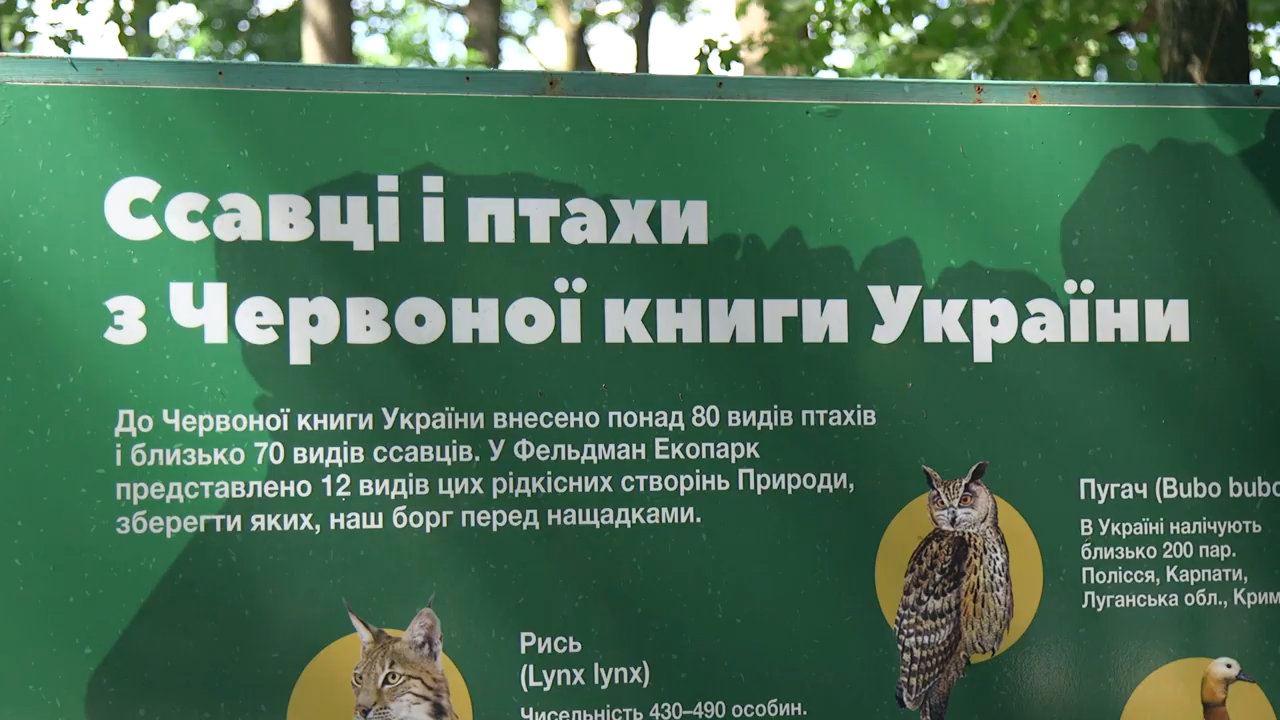 Ссавці і птахи
з Червоної книги України
До Червоної книги України внесено понад 80 видів птахів
і близько 70 видів ссавців. У Фельдман Екопарк
представлено 12 видів цих рідкісних створінь Природи,
зберегти яких, наш борг перед нащадками.
Пугач (Bubo bubo
В Україні налічують
близько 200 пар.
Полісся, Карпати,
Луганська обл., Крим
Рись
(Lynx lynx)
Чисельність 430–490 особин.